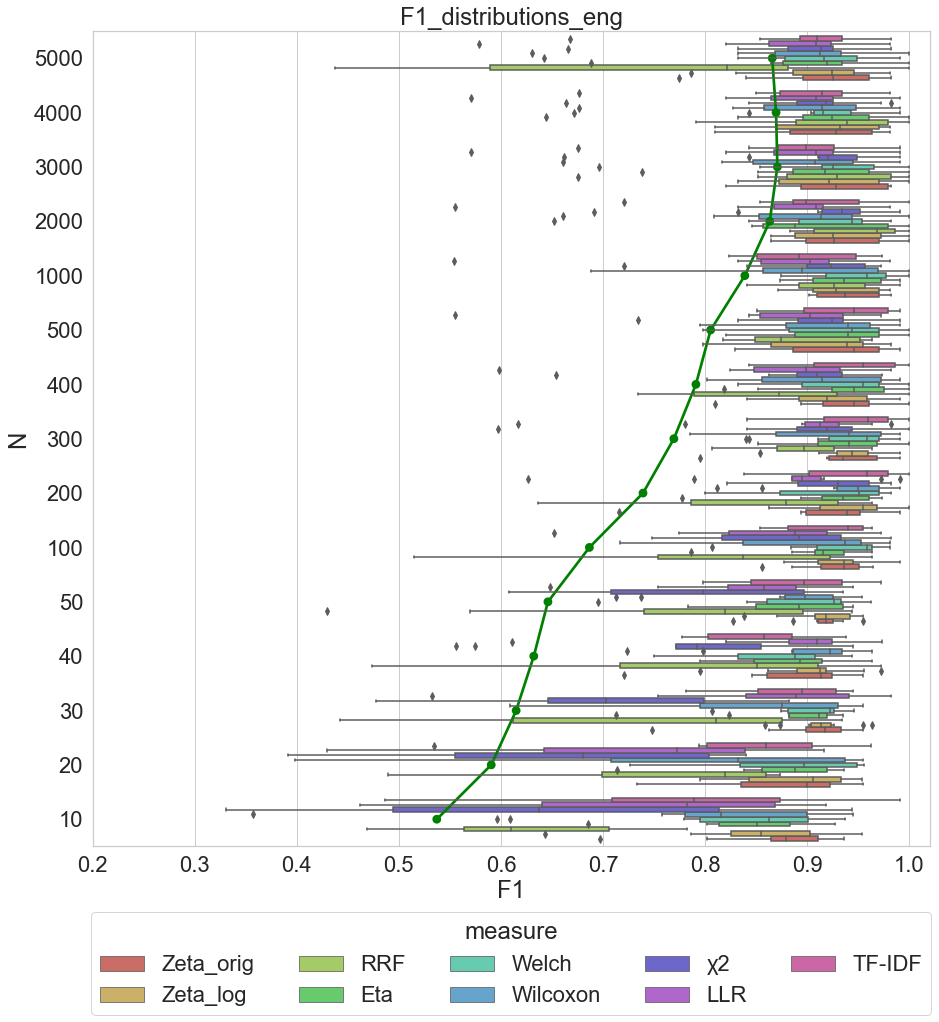 F1_distributions_eng
5000
4000
3000
2000
1000
500
400
300
200
100
50
40
30
20
10
N
0.2 0.3 0.4 0.5 0.6 0.7 0.8 0.9 1.0
F1
measure
Zeta_orig RRF Welch χ2 TF-IDF
Zeta_log Eta Wilcoxon LLR